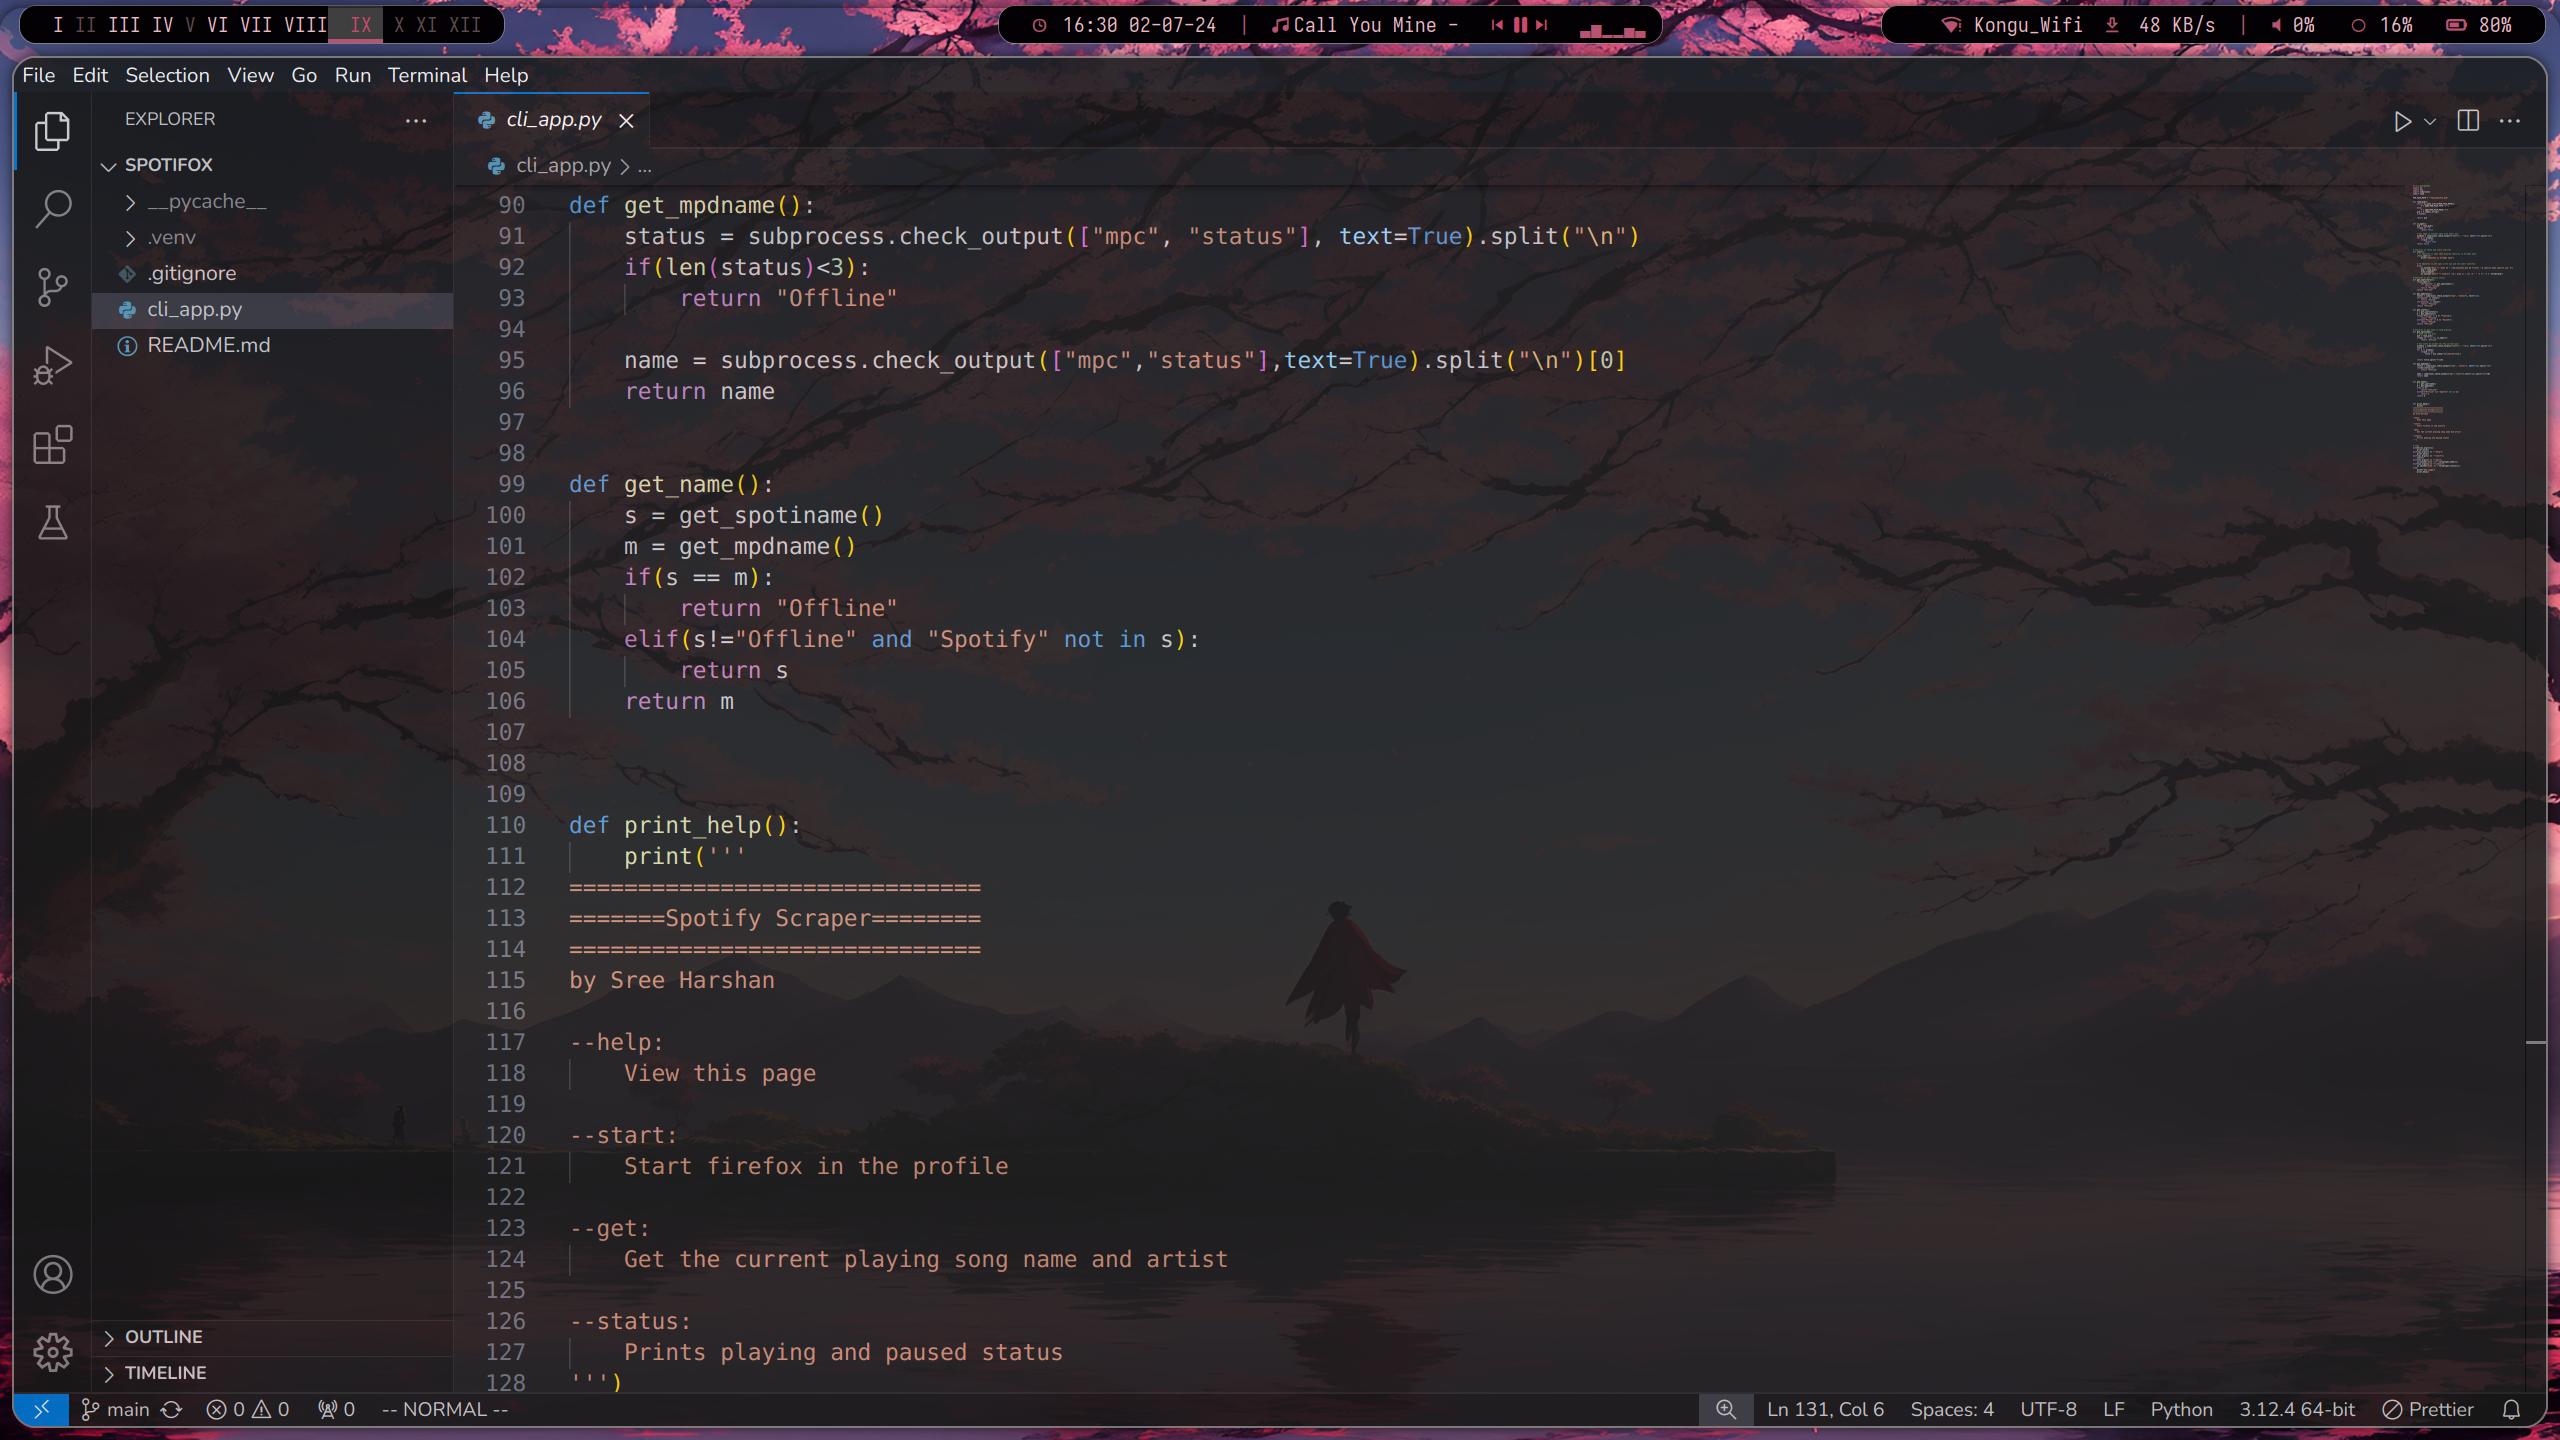 I II III IV V VI VII VIII IX X XI XII
16:30 02-07-24 | Call You Mine -
Kongu_Wifi 48 KB/s | 0% 16% 80%
File Edit Selection View Go Run Terminal Help
EXPLORER
SPOTIFOX
__pycache__
.venv
.gitignore
cli_app.py
README.md
OUTLINE
TIMELINE
cli_app.py
cli_app.py > ...
90 def get_mpdname():
91     status = subprocess.check_output(["mpc", "status"], text=True).split("\n")
92     if(len(status)<3):
93         return "Offline"
94
95     name = subprocess.check_output(["mpc","status"],text=True).split("\n")[0]
96     return name
97
98
99 def get_name():
100     s = get_spotiname()
101     m = get_mpdname()
102     if(s == m):
103         return "Offline"
104     elif(s!="Offline" and "Spotify" not in s):
105         return s
106     return m
107
108
109
110 def print_help():
111     print('''
112 ==============================
113 =======Spotify Scraper========
114 ==============================
115 by Sree Harshan
116
117 --help:
118     View this page
119
120 --start:
121     Start firefox in the profile
122
123 --get:
124     Get the current playing song name and artist
125
126 --status:
127     Prints playing and paused status
128 ''')
main 0 0 0 -- NORMAL --
Ln 131, Col 6 Spaces: 4 UTF-8 LF Python 3.12.4 64-bit Prettier